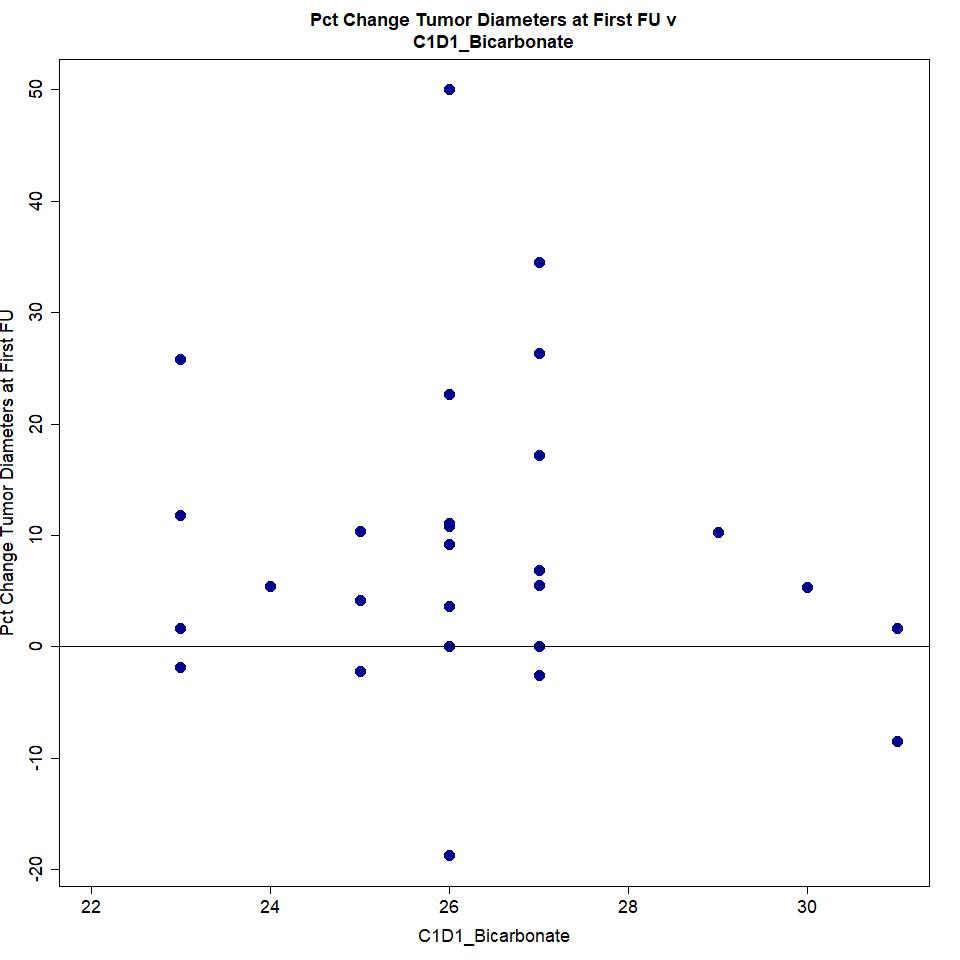 Pct Change Tumor Diameters at First FU v
C1D1_Bicarbonate
Pct Change Tumor Diameters at First FU
50
40
30
20
10
0
-10
-20
22 24 26 28 30
C1D1_Bicarbonate